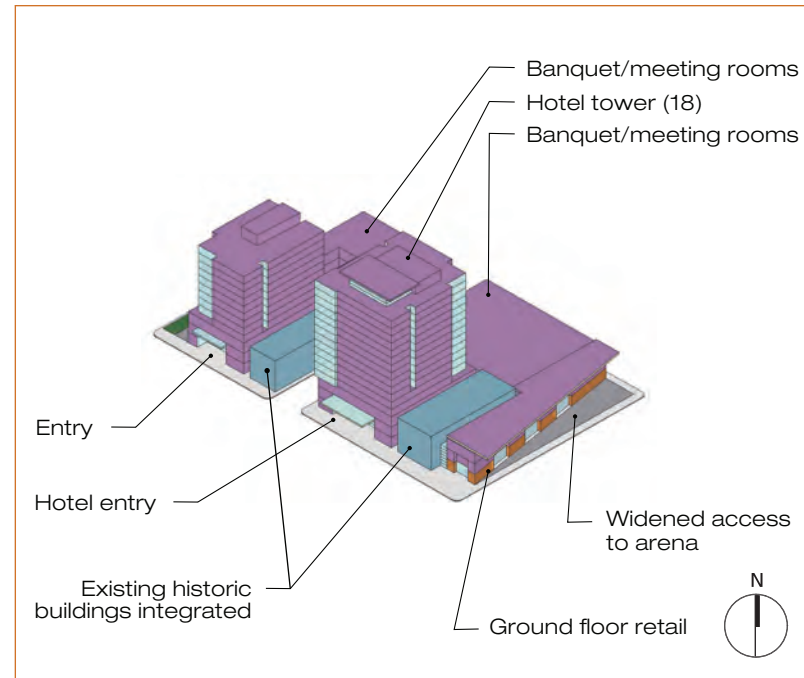 Banquet/meeting rooms
Hotel tower (18)
Banquet/meeting rooms
Entry
Hotel entry
Widened access
to arena
Existing historic
buildings integrated
Ground floor retail
N